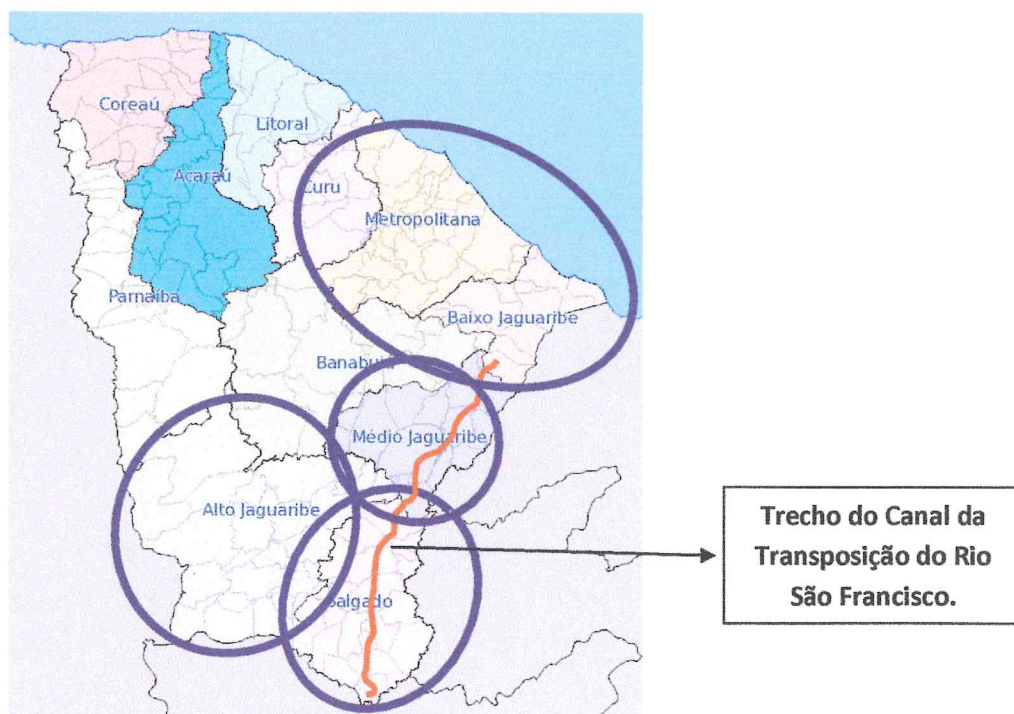 Coreaú
Litoral
Acaraú
Curu
Metropolitana
Parnaíba
Baixo Jaguaribe
Banabuiú
Médio Jaguaribe
Alto Jaguaribe
Salgado
Trecho do Canal da
Transposição do Rio
São Francisco.